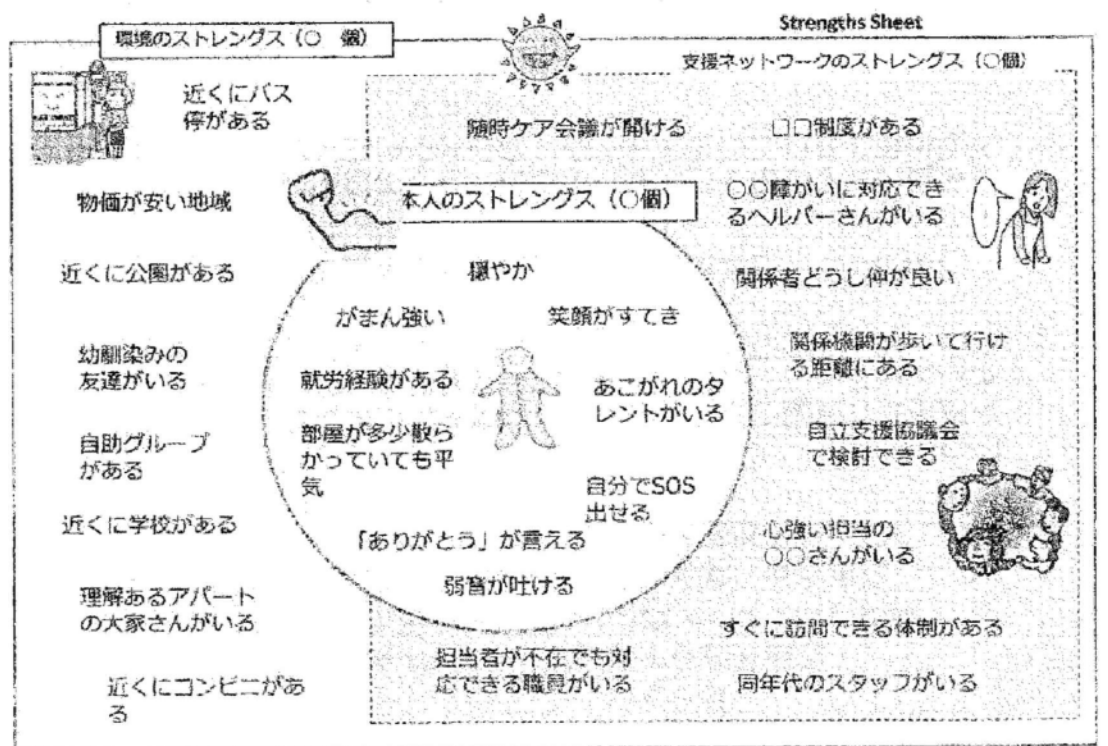 Strengths Sheet
環境のストレングス（○　個）
近くにバス
停がある
物価が安い地域
近くに公園がある
幼馴染みの
友達がいる
自助グループ
がある
近くに学校がある
理解あるアパート
の大家さんがいる
近くにコンビニがあ
る
本人のストレングス（○個）
穏やか
がまん強い
笑顔がすてき
就労経験がある
あこがれのタ
レントがいる
部屋が多少散ら
かっていても平
気
自分でSOS
出せる
「ありがとう」が言える
弱音が吐ける
支援ネットワークのストレングス（○個）
随時ケア会議が開ける
□□制度がある
○○障がいに対応でき
るヘルパーさんがいる
関係者どうし仲が良い
関係機関が歩いて行け
る距離にある
自立支援協議会
で検討できる
心強い担当の
○○さんがいる
すぐに訪問できる体制がある
担当者が不在でも対
応できる職員がいる
同年代のスタッフがいる